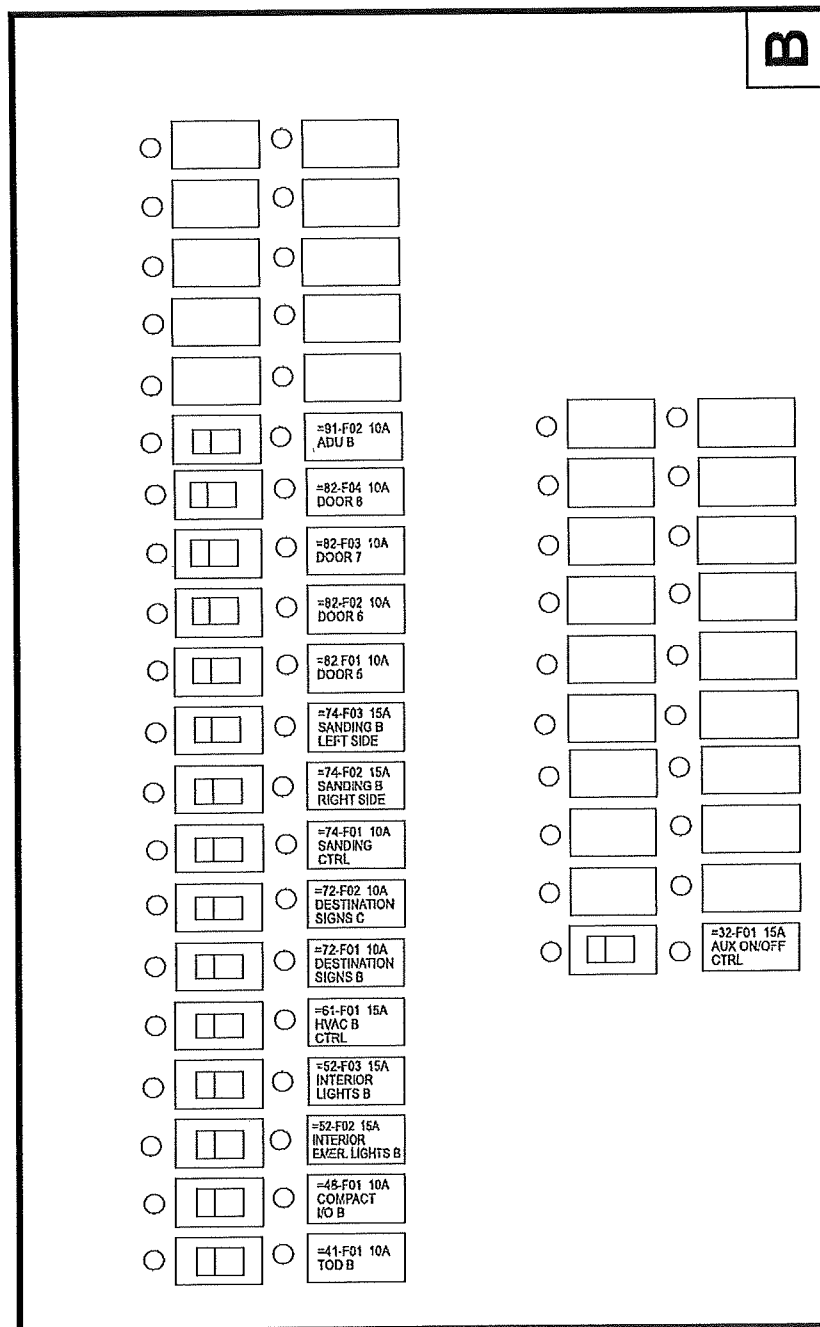 B
=91-F02 10A
ADU B
=82-F04 10A
DOOR 8
=82-F03 10A
DOOR 7
=82-F02 10A
DOOR 6
=82 F01 10A
DOOR 5
=74-F03 15A
SANDING B
LEFT SIDE
=74-F02 15A
SANDING B
RIGHT SIDE
=74-F01 10A
SANDING
CTRL
=72-F02 10A
DESTINATION
SIGNS C
=72-F01 10A
DESTINATION
SIGNS B
=61-F01 15A
HVAC B
CTRL
=52-F03 15A
INTERIOR
LIGHTS B
=52-F02 15A
INTERIOR
EMER. LIGHTS B
=48-F01 10A
COMPACT
I/O B
=41-F01 10A
TOD B
=32-F01 15A
AUX ON/OFF
CTRL